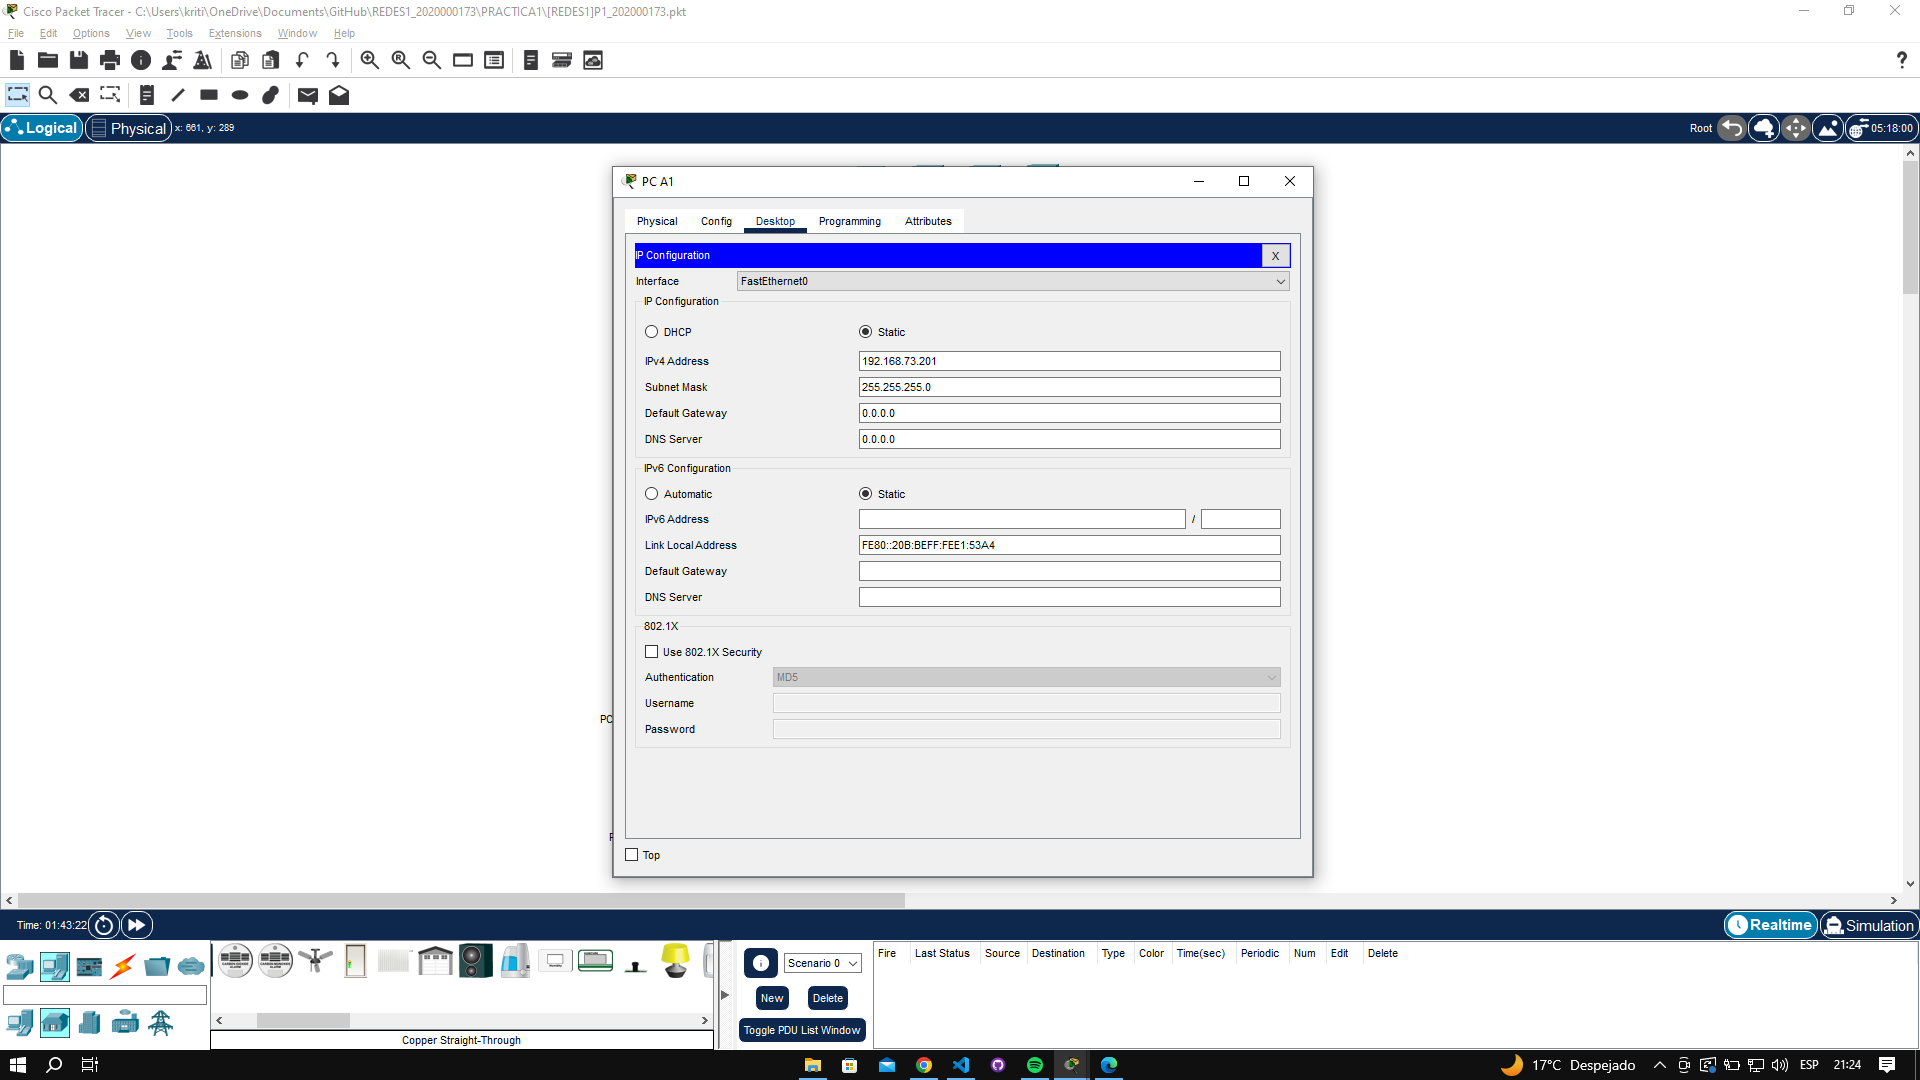 Cisco Packet Tracer - C:\Users\kriti\OneDrive\Documents\GitHub\REDES1_2020000173\PRACTICA1\[REDES1]P1_202000173.pkt
File Edit Options View Tools Extensions Window Help
Logical Physical x: 661, y: 289 Root 05:18:00
PC A1
Physical Config Desktop Programming Attributes
IP Configuration X
Interface FastEthernet0
IP Configuration
DHCP Static
IPv4 Address 192.168.73.201
Subnet Mask 255.255.255.0
Default Gateway 0.0.0.0
DNS Server 0.0.0.0
IPv6 Configuration
Automatic Static
IPv6 Address /
Link Local Address FE80::20B:BEFF:FEE1:53A4
Default Gateway
DNS Server
802.1X
Use 802.1X Security
Authentication MD5
Username
PC
Password
Top
Time: 01:43:22 Realtime Simulation
Scenario 0 Fire Last Status Source Destination Type Color Time(sec) Periodic Num Edit Delete
New Delete
Toggle PDU List Window
Copper Straight-Through
17°C Despejado ESP 21:24